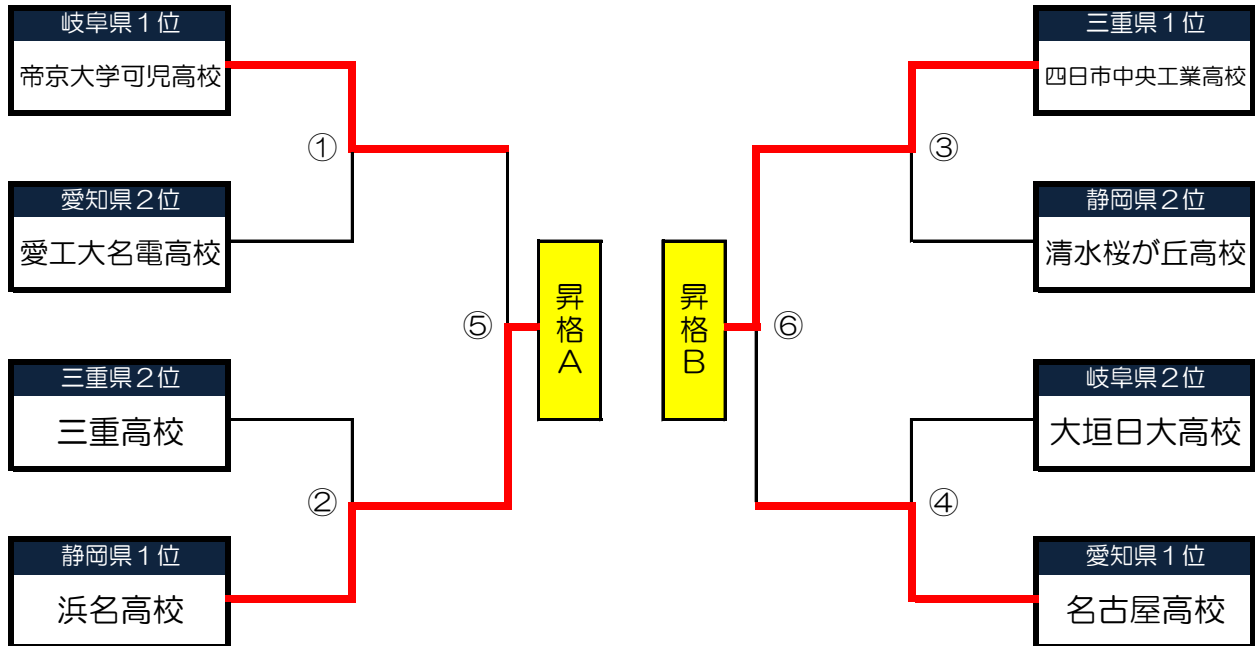 岐阜県１位
帝京大学可児高校
①
愛知県２位
愛工大名電高校
三重県２位
三重高校
②
静岡県１位
浜名高校
⑤
昇格A
昇格B
⑥
三重県１位
四日市中央工業高校
③
静岡県２位
清水桜が丘高校
岐阜県２位
大垣日大高校
④
愛知県１位
名古屋高校